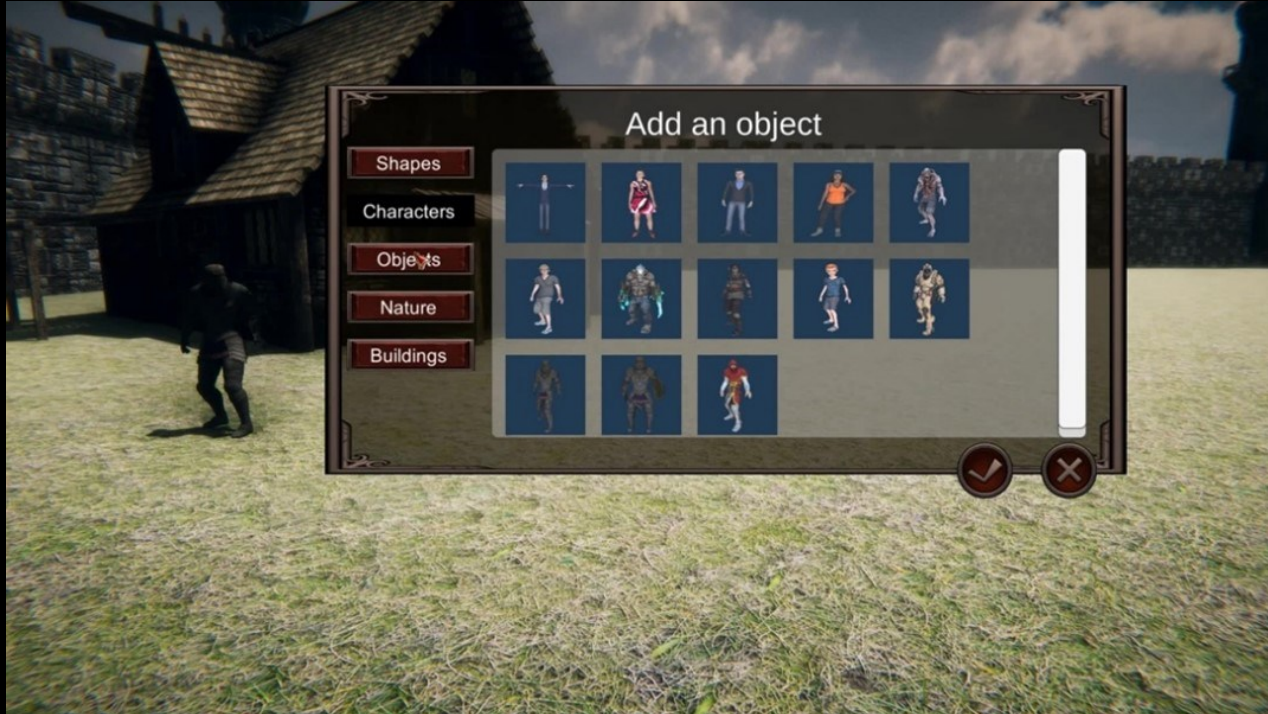 Add an object
Shapes
Characters
Objects
Nature
Buildings